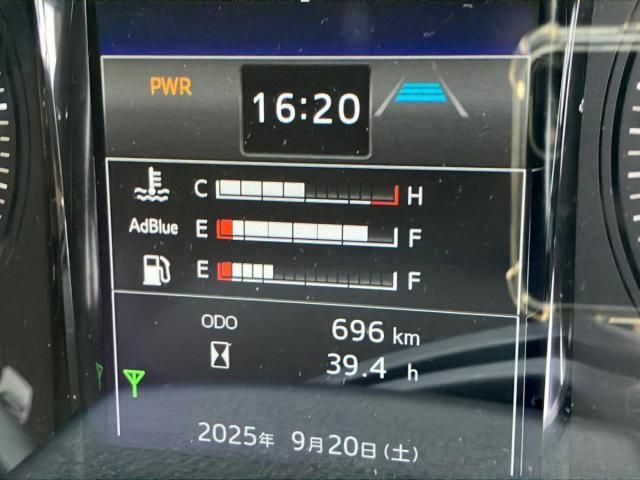 PWR
16:20
C H
AdBlue E F
E F
ODO 696 km
39.4 h
2025年 9月20日(土)